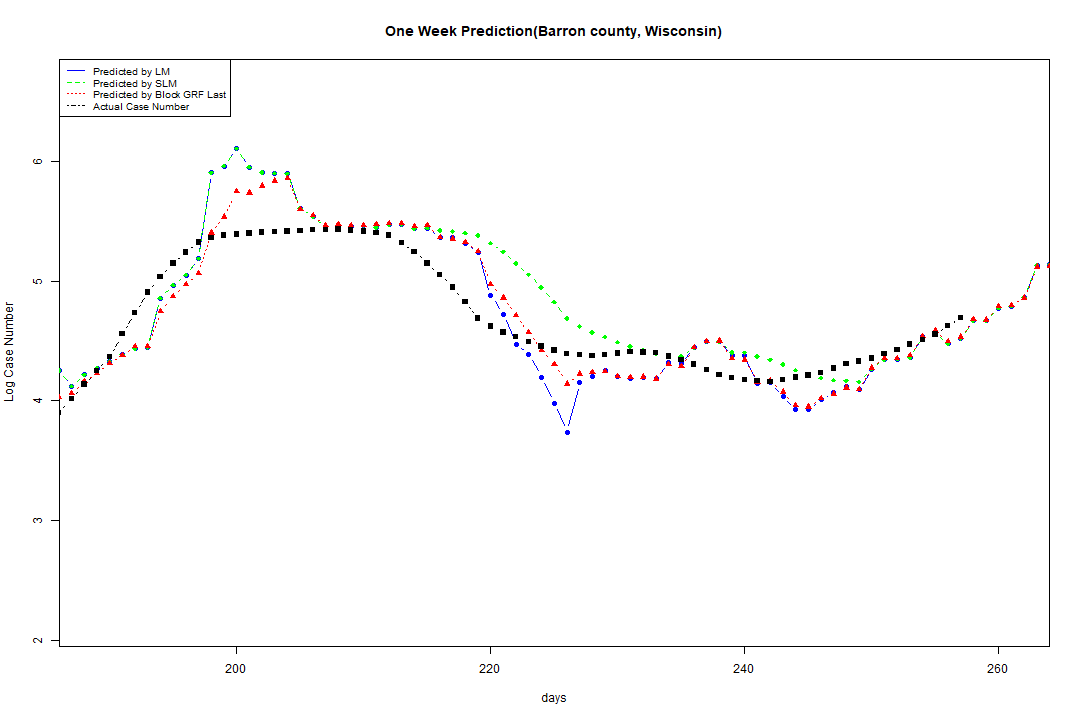 One Week Prediction(Barron county, Wisconsin)
Predicted by LM
Predicted by SLM
Predicted by Block GRF Last
Actual Case Number
Log Case Number
6
5
4
3
2
200
220
240
260
days